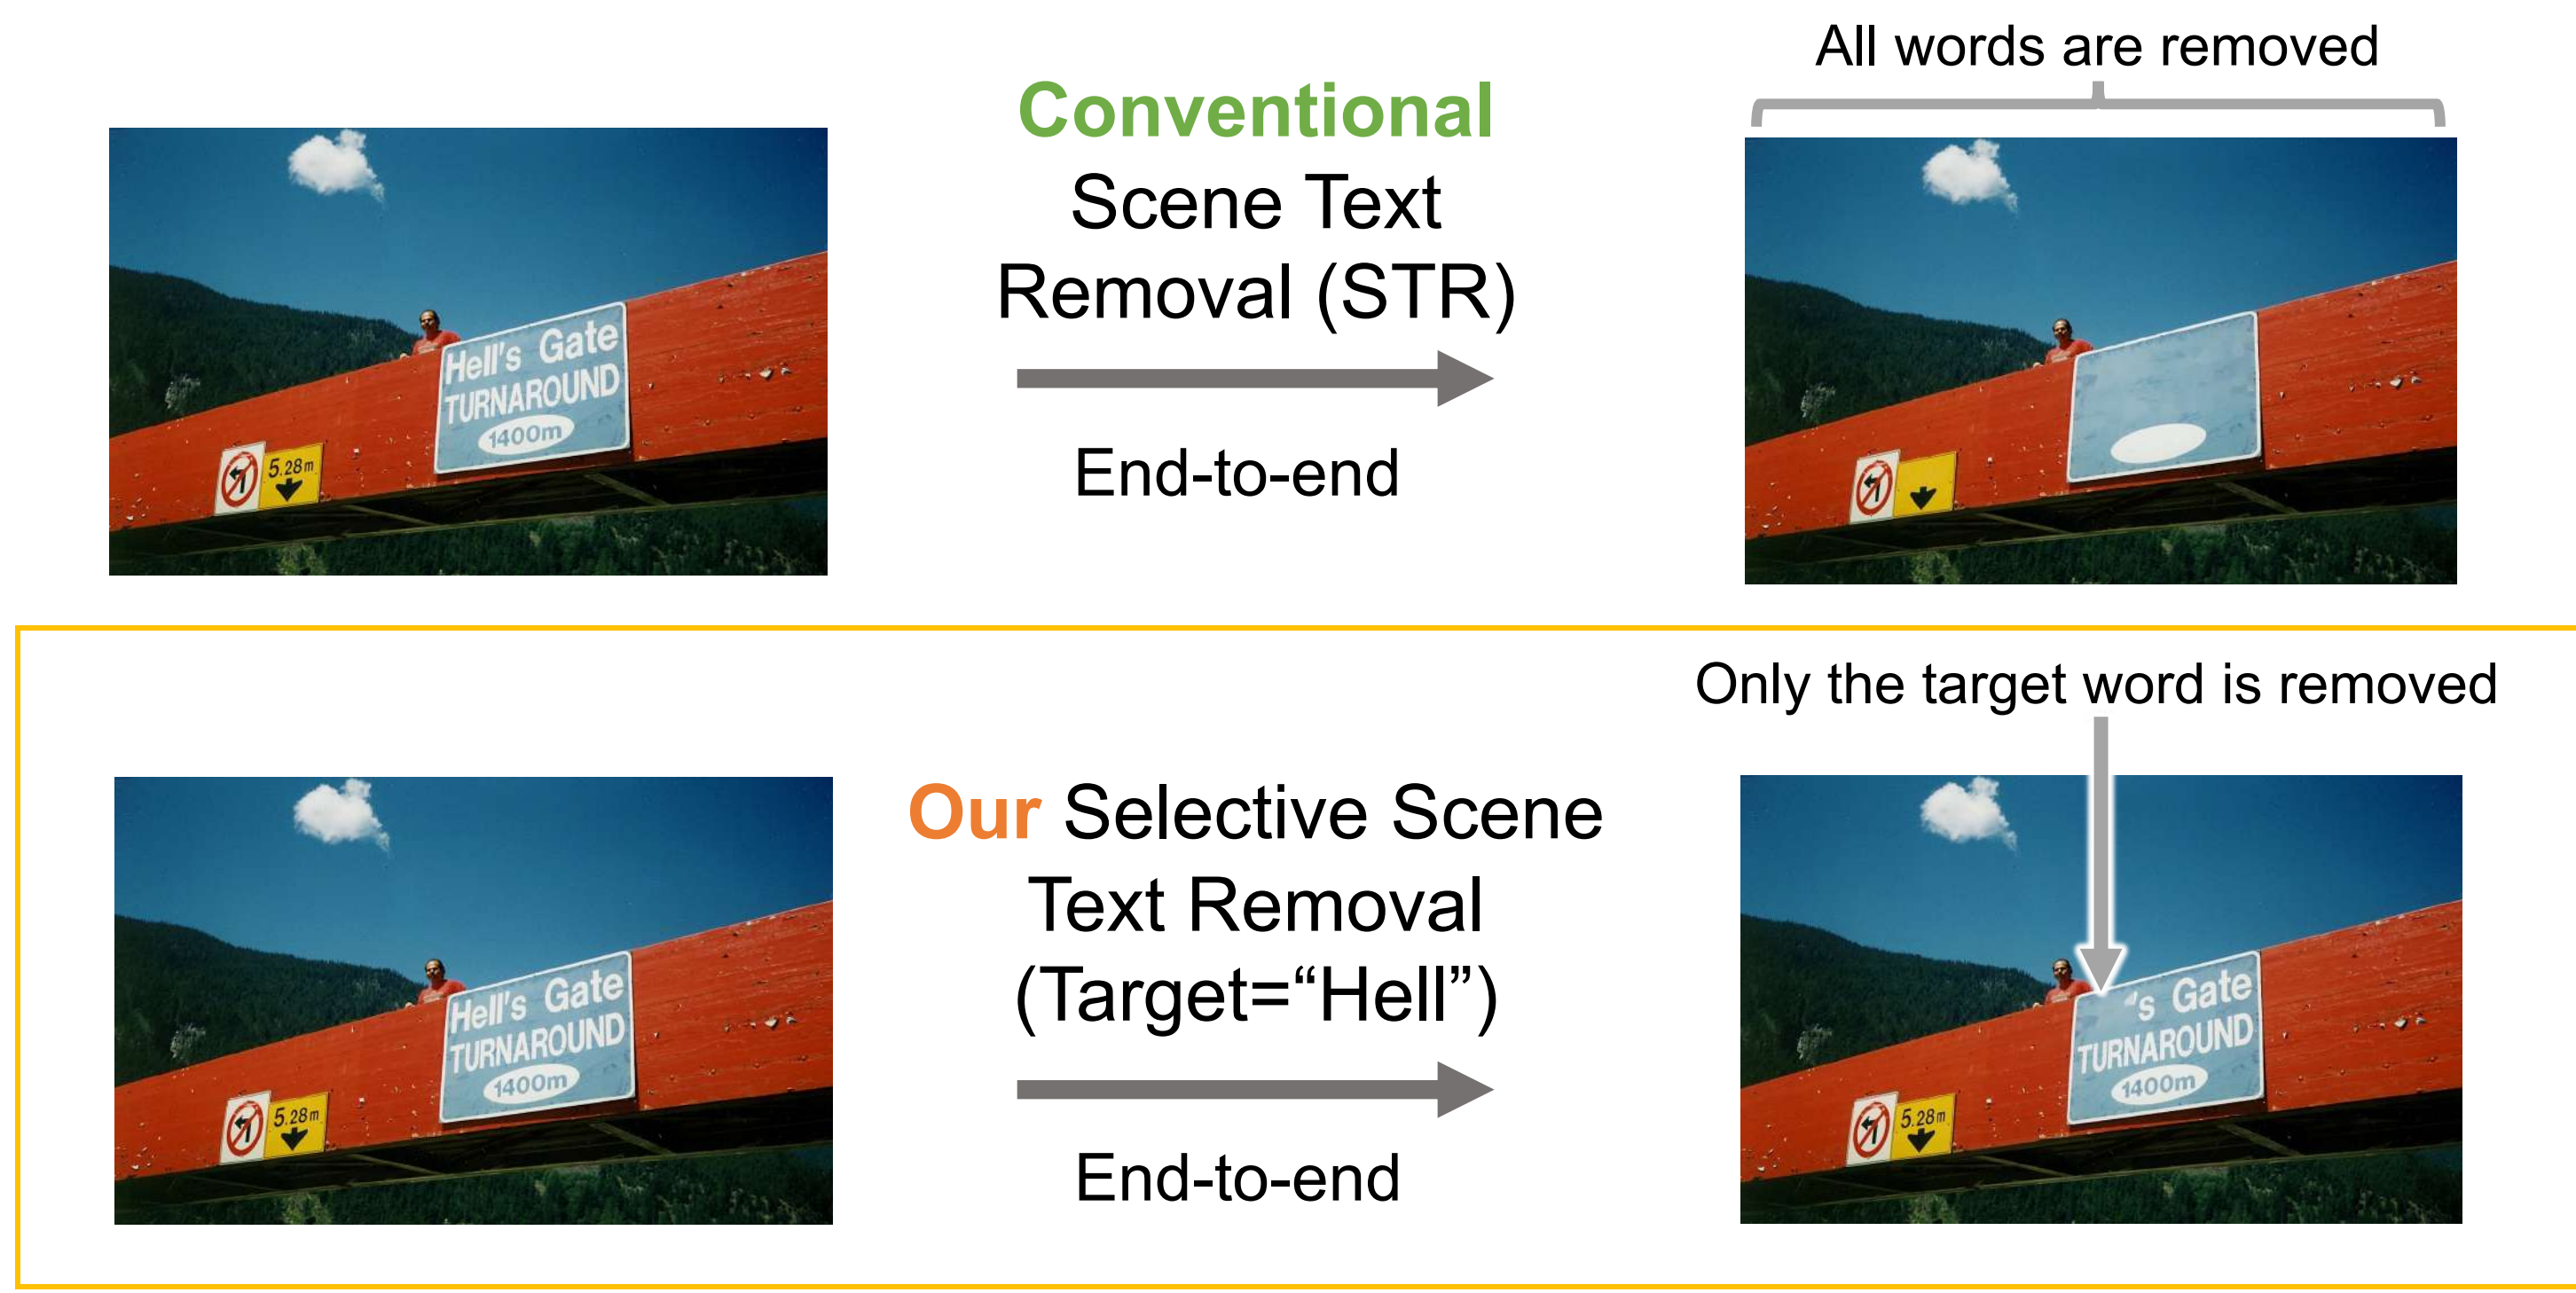 All words are removed
Conventional
Scene Text
Removal (STR)
End-to-end
Hell's Gate
TURNAROUND
1400m
5.28m
Only the target word is removed
Our Selective Scene
Text Removal
(Target=“Hell”)
End-to-end
Hell's Gate
TURNAROUND
1400m
5.28m
's Gate
TURNAROUND
1400m
5.28m